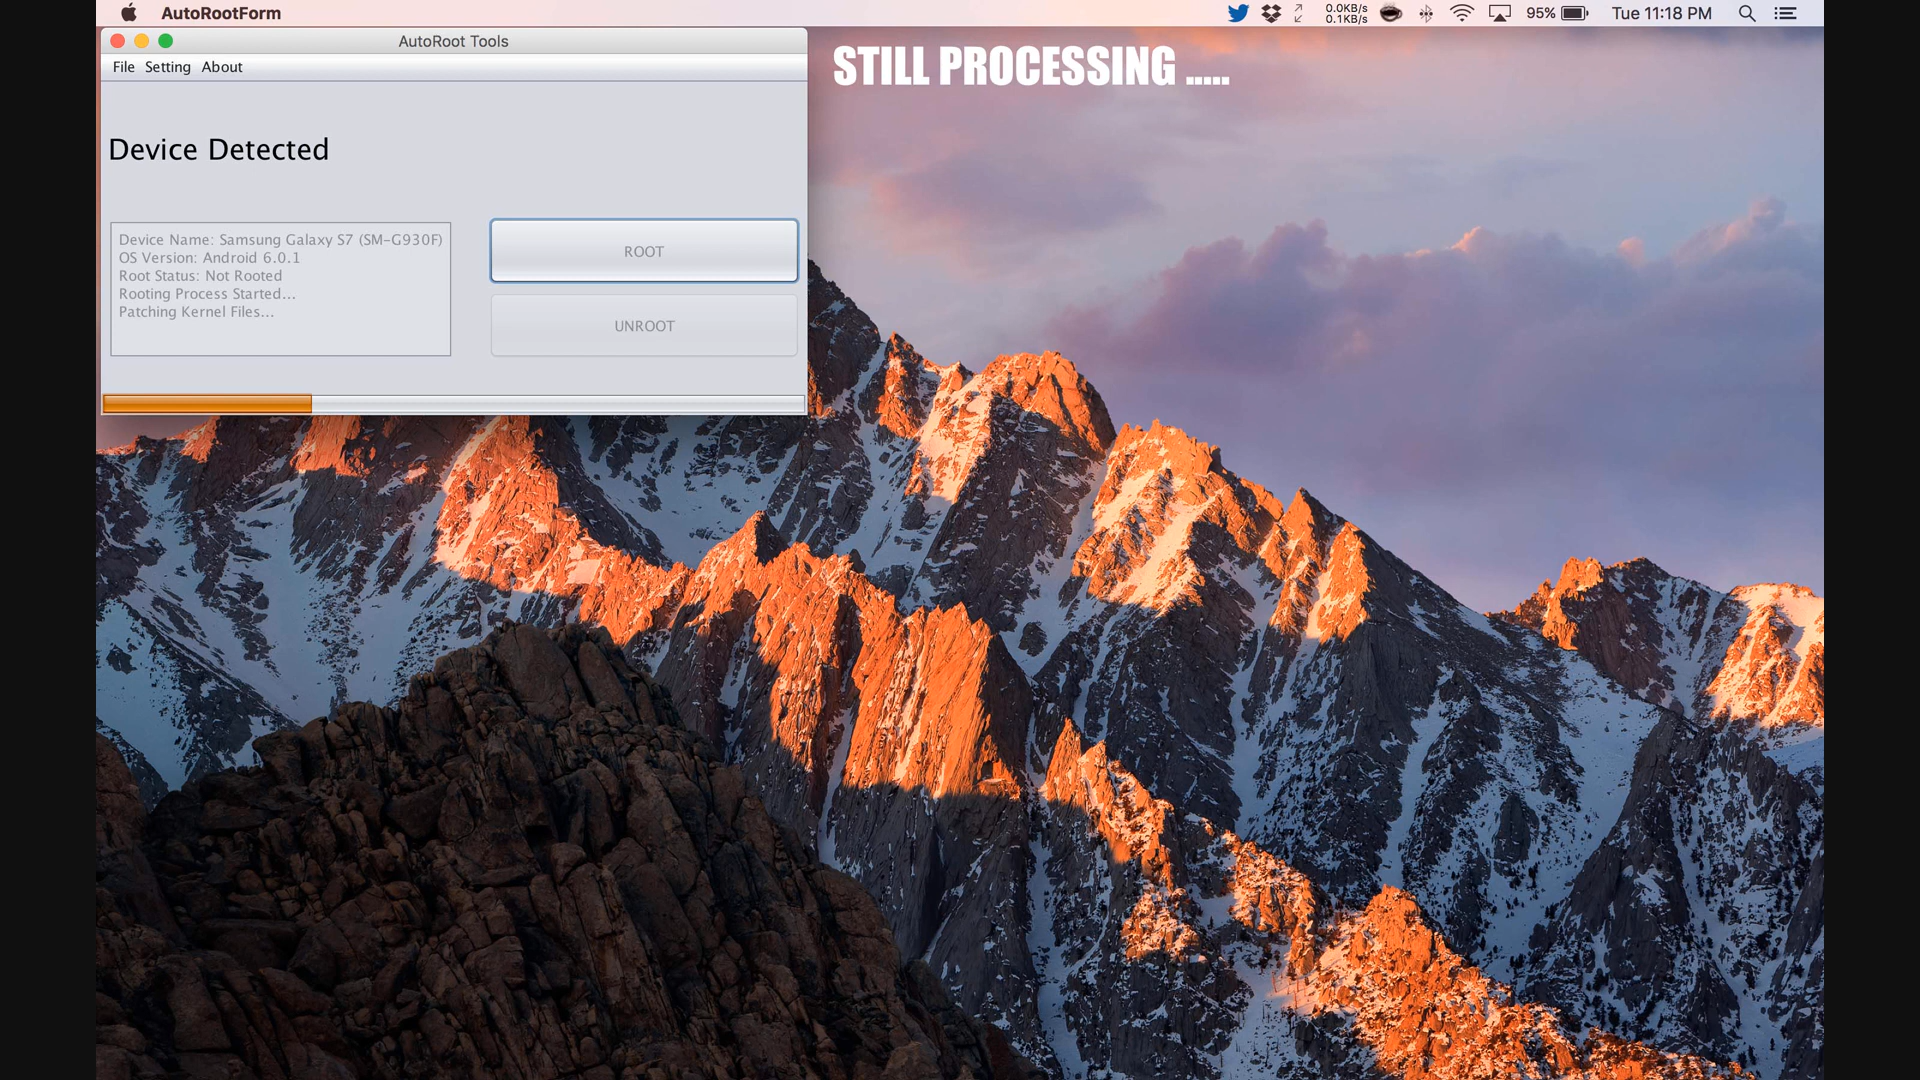 AutoRootForm
0.0KB/s
0.1KB/s
95%
Tue 11:18 PM
AutoRoot Tools
File Setting About
STILL PROCESSING .....
Device Detected
Device Name: Samsung Galaxy S7 (SM-G930F)
OS Version: Android 6.0.1
Root Status: Not Rooted
Rooting Process Started...
Patching Kernel Files...
ROOT
UNROOT